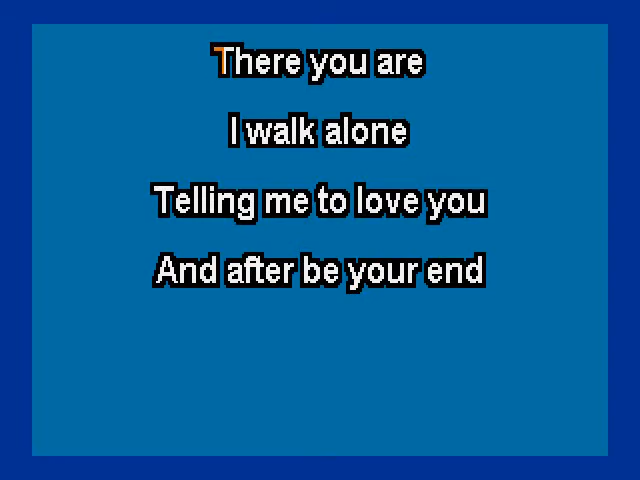 There you are
I walk alone
Telling me to love you
And after be your end